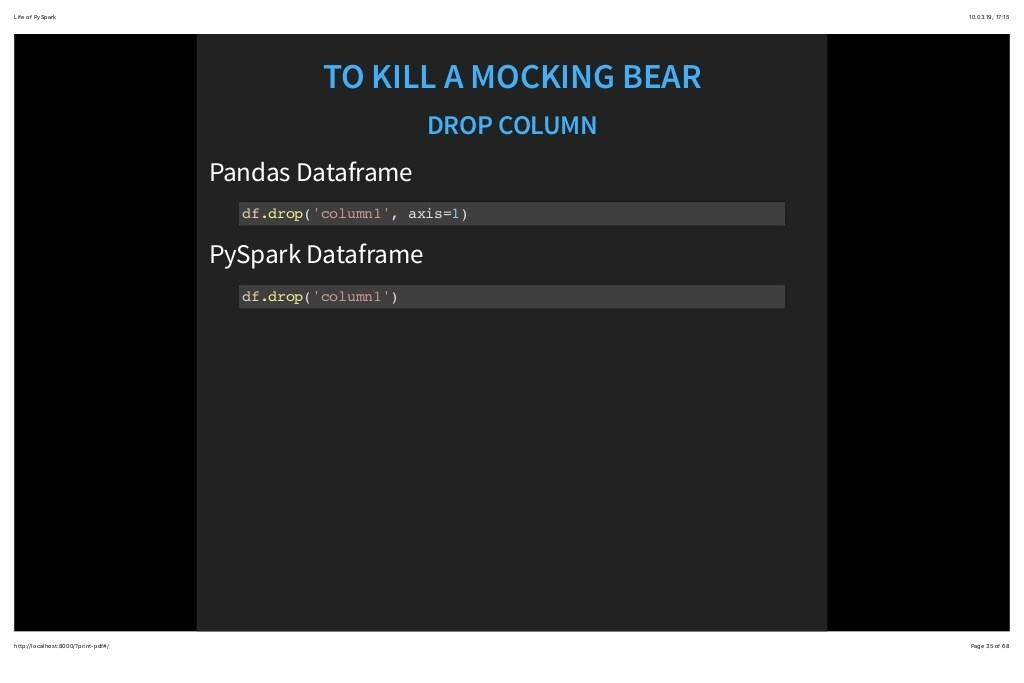 Life of PySpark
10.03.19, 17:15
TO KILL A MOCKING BEAR
DROP COLUMN
Pandas Dataframe
df.drop('column1', axis=1)
PySpark Dataframe
df.drop('column1')
http://localhost:8000/?print-pdf#/
Page 35 of 68